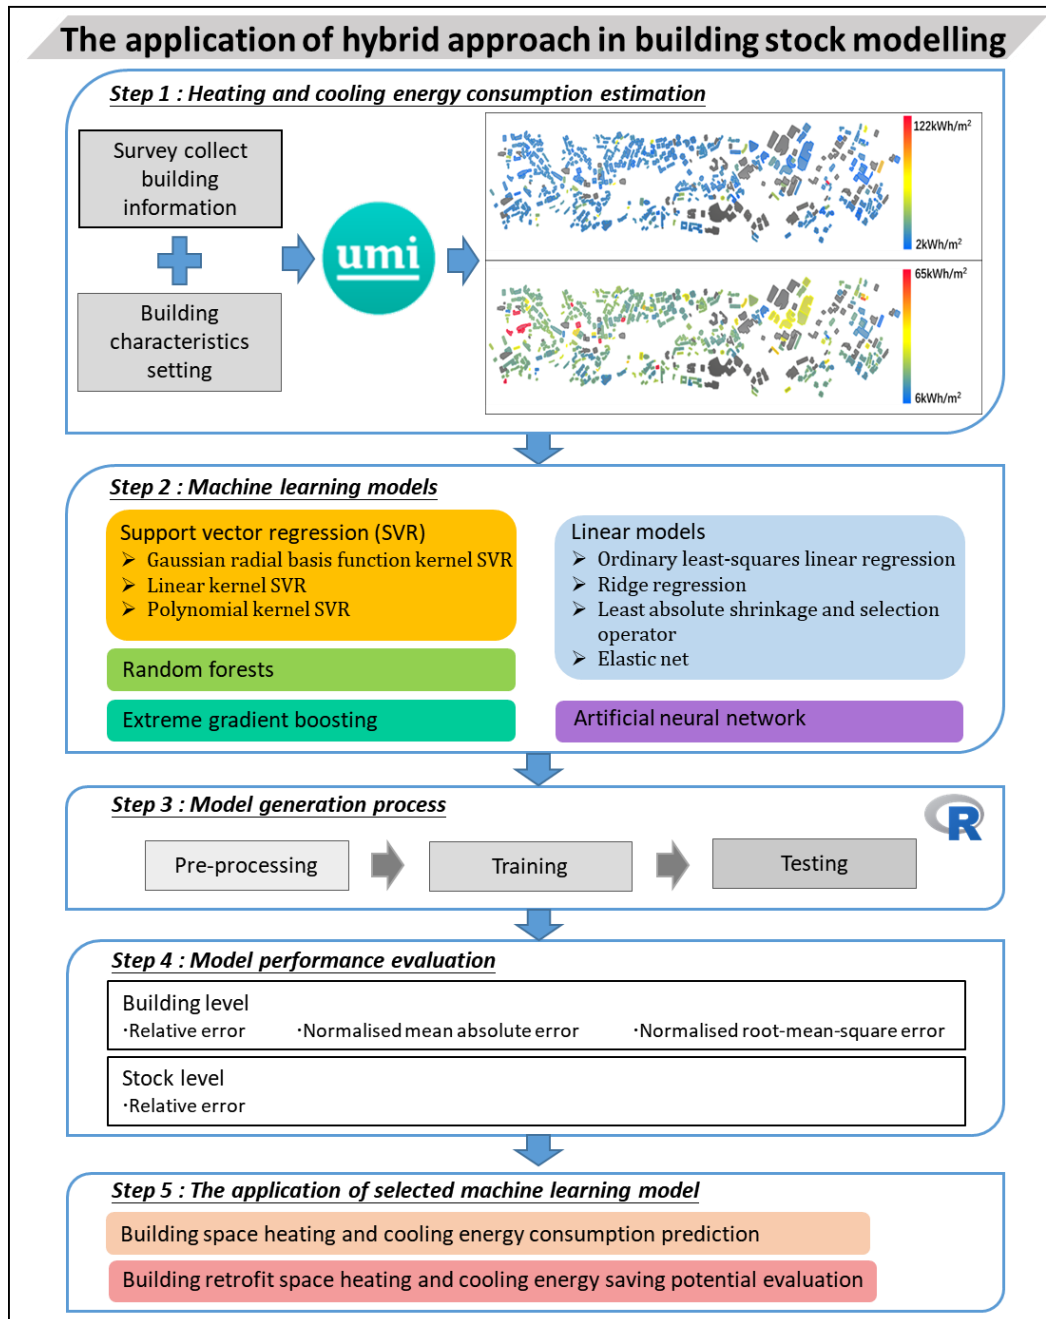 The application of hybrid approach in building stock modelling
Step 1 : Heating and cooling energy consumption estimation
Survey collect
building
information
Building
characteristics
setting
umi
122kWh/m²
2kWh/m²
65kWh/m²
6kWh/m²
Step 2 : Machine learning models
Support vector regression (SVR)
➢ Gaussian radial basis function kernel SVR
➢ Linear kernel SVR
➢ Polynomial kernel SVR
Random forests
Extreme gradient boosting
Linear models
➢ Ordinary least-squares linear regression
➢ Ridge regression
➢ Least absolute shrinkage and selection
operator
➢ Elastic net
Artificial neural network
Step 3 : Model generation process
R
Pre-processing
Training
Testing
Step 4 : Model performance evaluation
Building level
·Relative error ·Normalised mean absolute error ·Normalised root-mean-square error
Stock level
·Relative error
Step 5 : The application of selected machine learning model
Building space heating and cooling energy consumption prediction
Building retrofit space heating and cooling energy saving potential evaluation